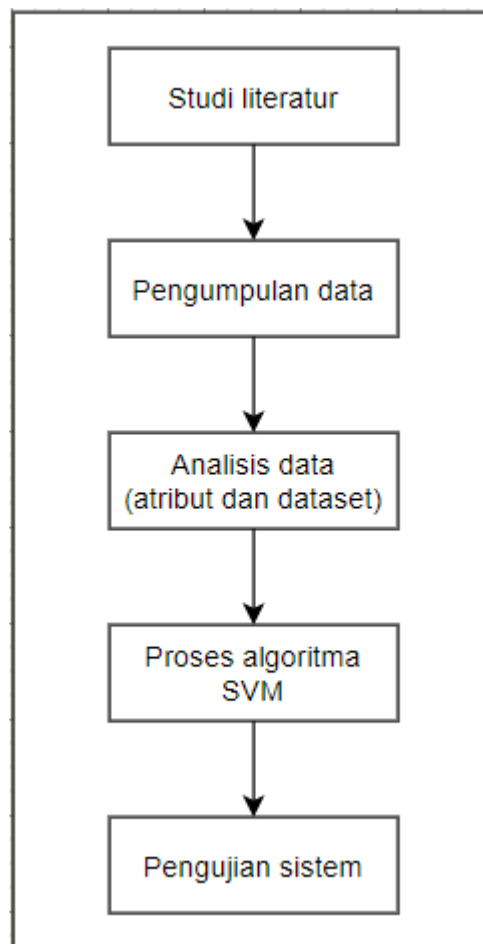 Studi literatur
Pengumpulan data
Analisis data
(atribut dan dataset)
Proses algoritma
SVM
Pengujian sistem